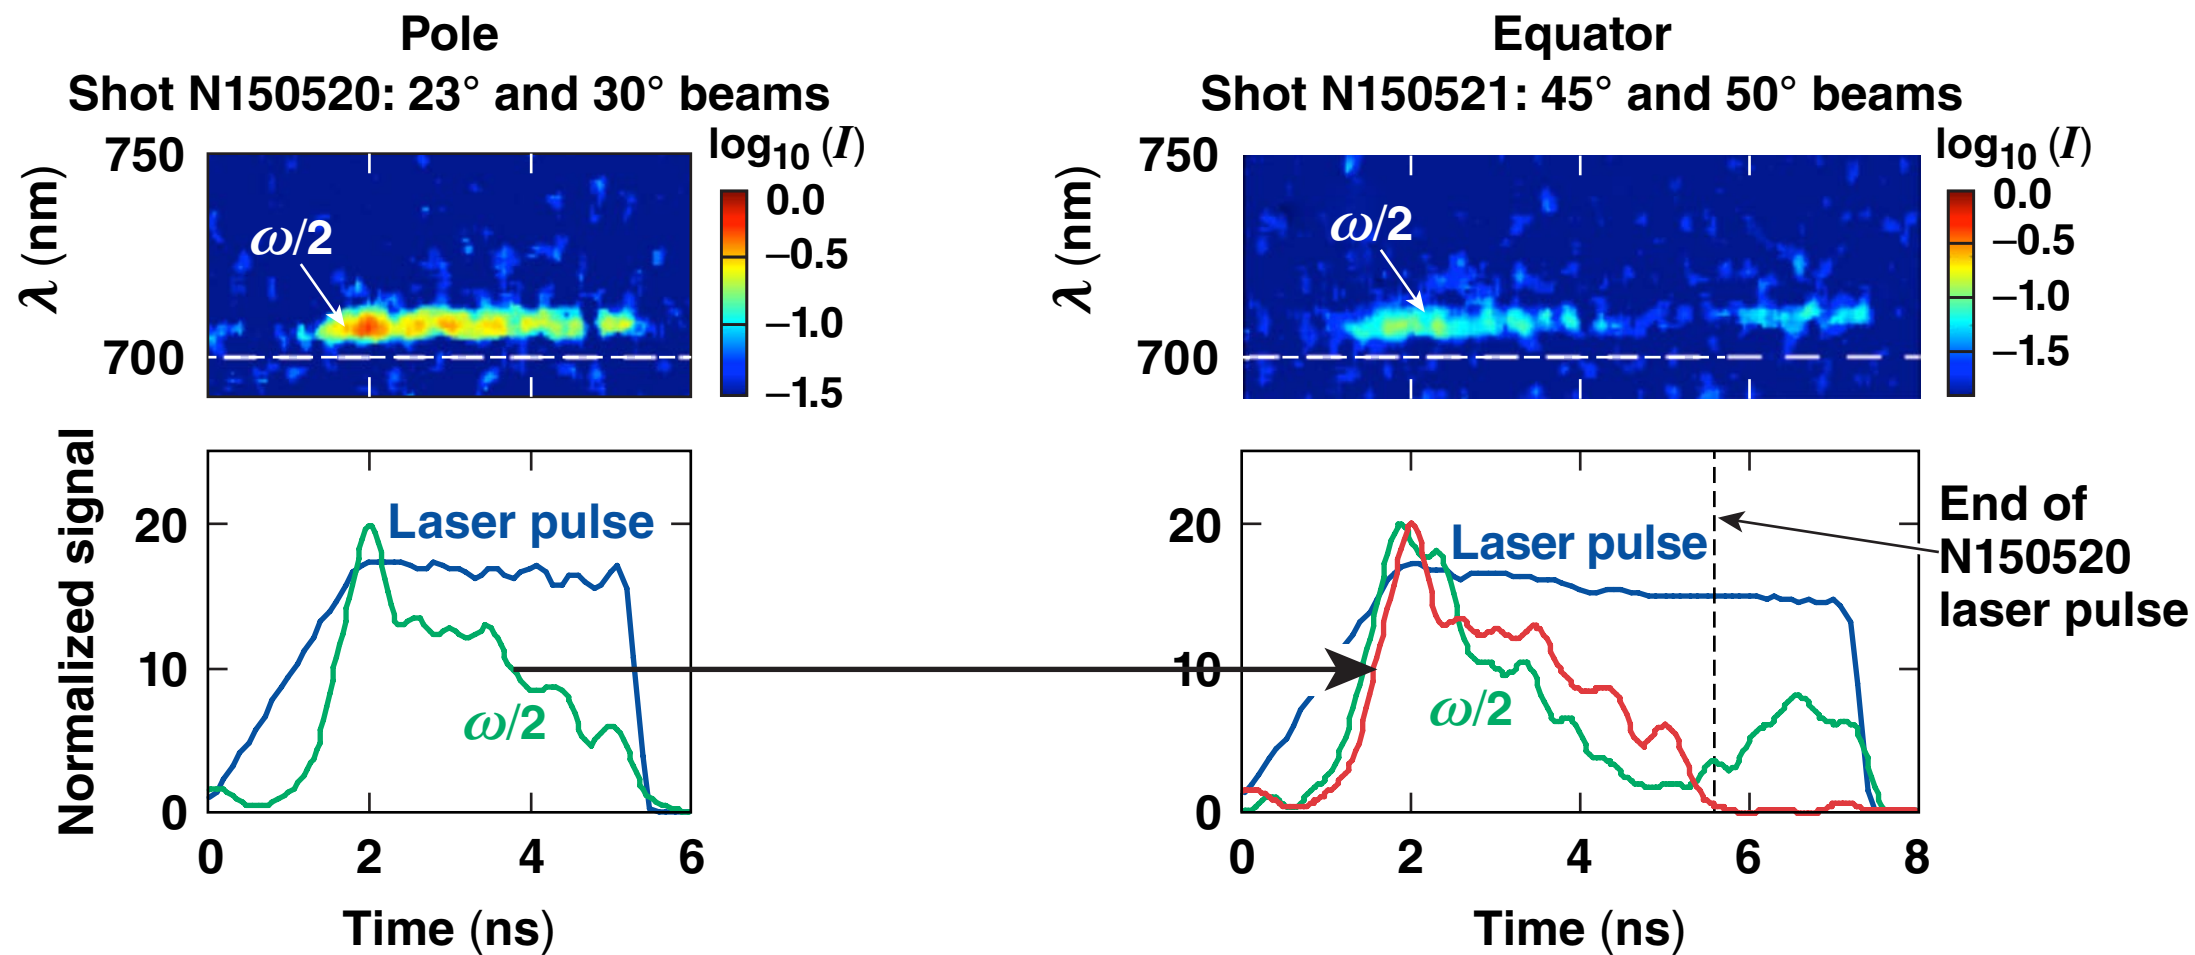 Pole
Shot N150520: 23° and 30° beams
750
λ (nm)
700
ω/2
log10 (I)
0.0
–0.5
–1.0
–1.5
Normalized signal
20
10
0
Laser pulse
ω/2
0 2 4 6
Time (ns)
Equator
Shot N150521: 45° and 50° beams
750
λ (nm)
700
ω/2
log10 (I)
0.0
–0.5
–1.0
–1.5
20
10
0
Laser pulse
ω/2
End of
N150520
laser pulse
0 2 4 6 8
Time (ns)